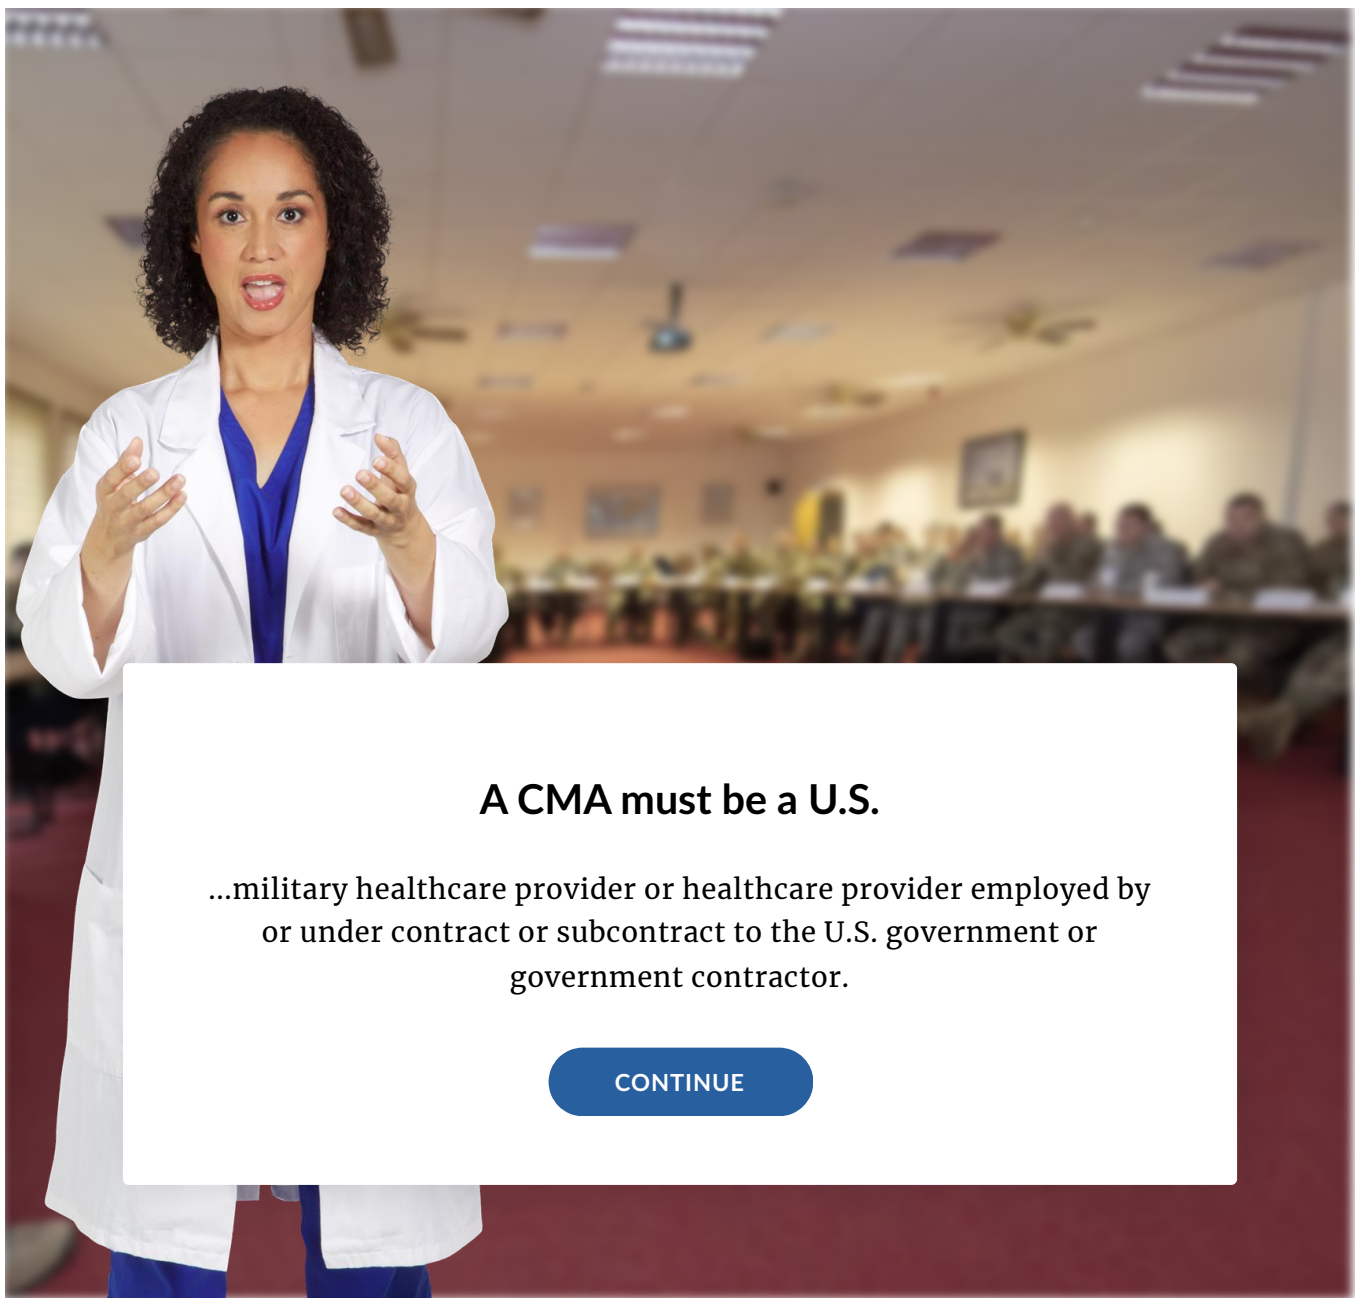 A CMA must be a U.S.
...military healthcare provider or healthcare provider employed by
or under contract or subcontract to the U.S. government or
government contractor.
CONTINUE